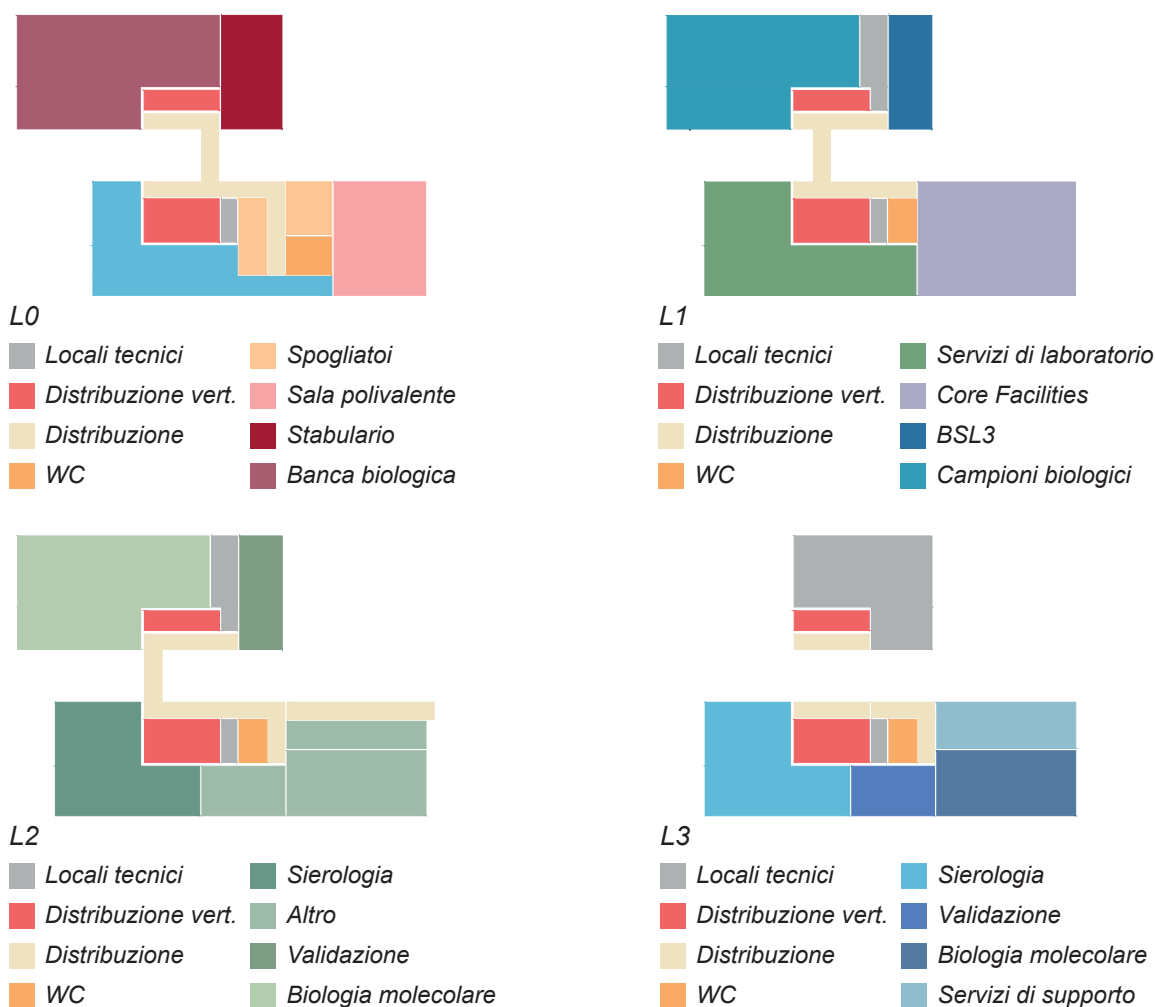 L0
Locali tecnici
Distribuzione vert.
Distribuzione
WC
Spogliatoi
Sala polivalente
Stabulario
Banca biologica
L1
Locali tecnici
Distribuzione vert.
Distribuzione
WC
Servizi di laboratorio
Core Facilities
BSL3
Campioni biologici
L2
Locali tecnici
Distribuzione vert.
Distribuzione
WC
Sierologia
Altro
Validazione
Biologia molecolare
L3
Locali tecnici
Distribuzione vert.
Distribuzione
WC
Sierologia
Validazione
Biologia molecolare
Servizi di supporto